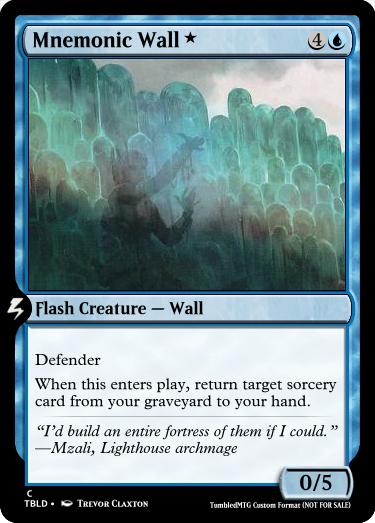 Mnemonic Wall ★ 4
Flash Creature — Wall
Defender
When this enters play, return target sorcery
card from your graveyard to your hand.
“I’d build an entire fortress of them if I could.”
—Mzali, Lighthouse archmage
0/5
C
TBLD • Trevor Claxton
TumbledMTG Custom Format (NOT FOR SALE)